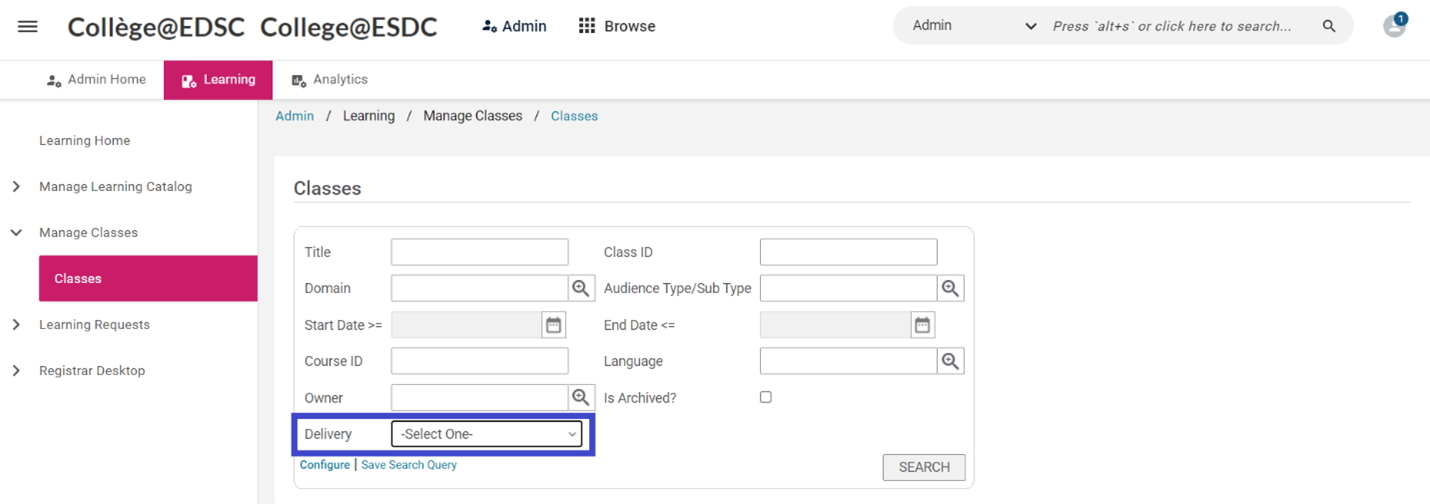 Collège@EDSC College@ESDC Admin Browse Admin Press `alt+s` or click here to search... 1
Admin Home Learning Analytics
Admin / Learning / Manage Classes / Classes
Learning Home
Manage Learning Catalog
Manage Classes
Classes
Learning Requests
Registrar Desktop
Classes
Title Class ID
Domain Audience Type/Sub Type
Start Date >= End Date <=
Course ID Language
Owner Is Archived?
Delivery -Select One-
Configure | Save Search Query
SEARCH